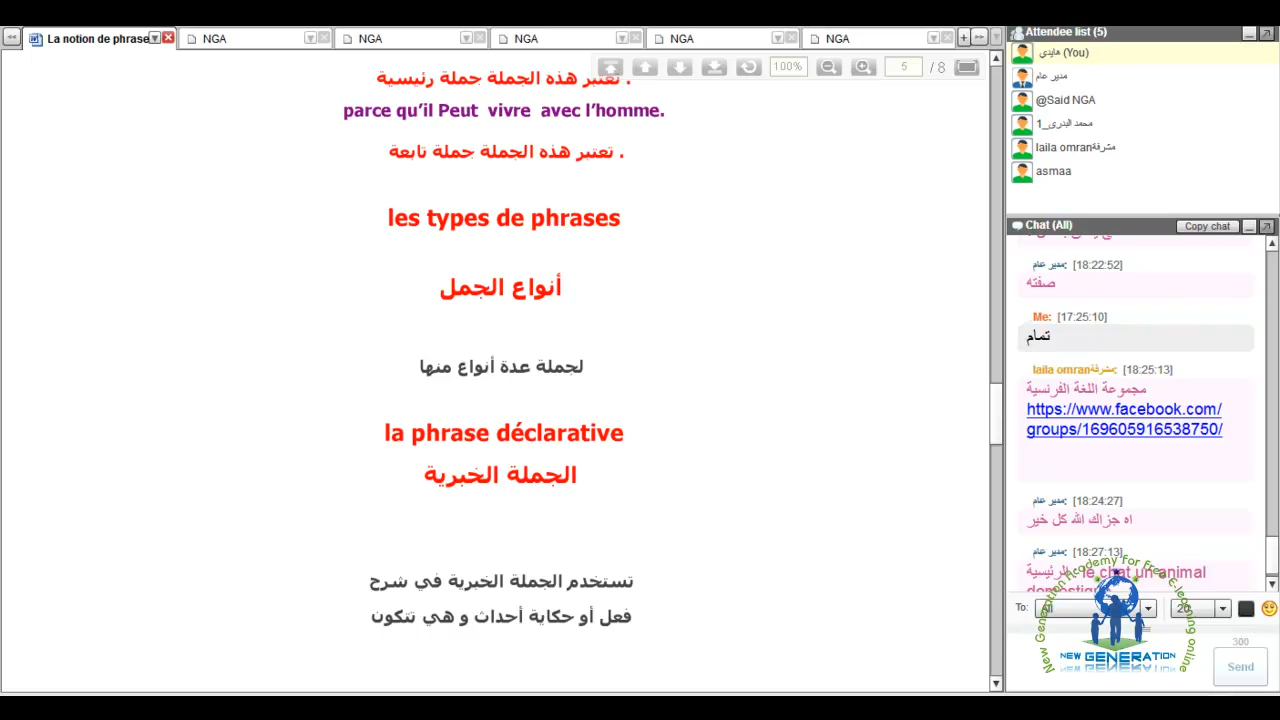 La notion de phrase
NGA
NGA
NGA
NGA
NGA
100%
5
/ 8
تعتبر هذه الجملة جملة رئيسية .
parce qu’il Peut vivre avec l’homme.
تعتبر هذه الجملة جملة تابعة .
les types de phrases
أنواع الجمل
لجملة عدة أنواع منها
la phrase déclarative
الجملة الخبرية
تستخدم الجملة الخبرية في شرح
فعل أو حكاية أحداث و هي تتكون
Attendee list (5)
هايدي (You)
مدير عام
@Said NGA
محمد البدرى_1
laila omranمشرفة
asmaa
Chat (All)
Copy chat
مدير عام: [18:22:52]
صفته
Me: [17:25:10]
تمام
laila omranمشرفة: [18:25:13]
مجموعة اللغة الفرنسية
https://www.facebook.com/
groups/169605916538750/
مدير عام: [18:24:27]
اه جزاك الله كل خير
مدير عام: [18:27:13]
الرئيسية le chat un animal
To:
300
Send
New Generation Academy For Free E-learning online
NEW GENERATION